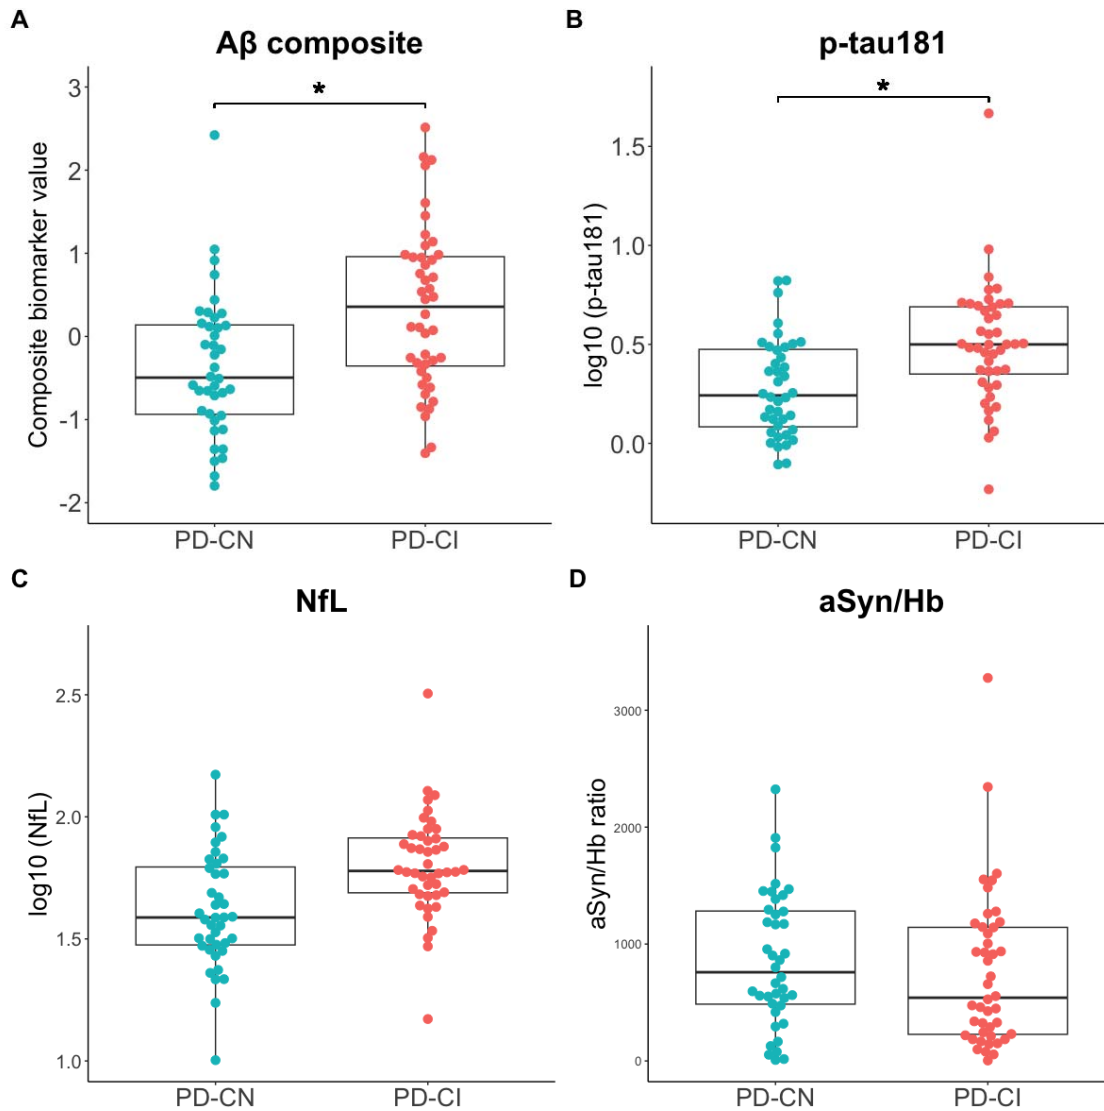 A
Aβ composite
*
Composite biomarker value
3
2
1
0
-1
-2
PD-CN PD-CI
B
p-tau181
*
log10 (p-tau181)
1.5
1.0
0.5
0.0
PD-CN PD-CI
C
NfL
log10 (NfL)
2.5
2.0
1.5
1.0
PD-CN PD-CI
D
aSyn/Hb
aSyn/Hb ratio
3000
2000
1000
0
PD-CN PD-CI